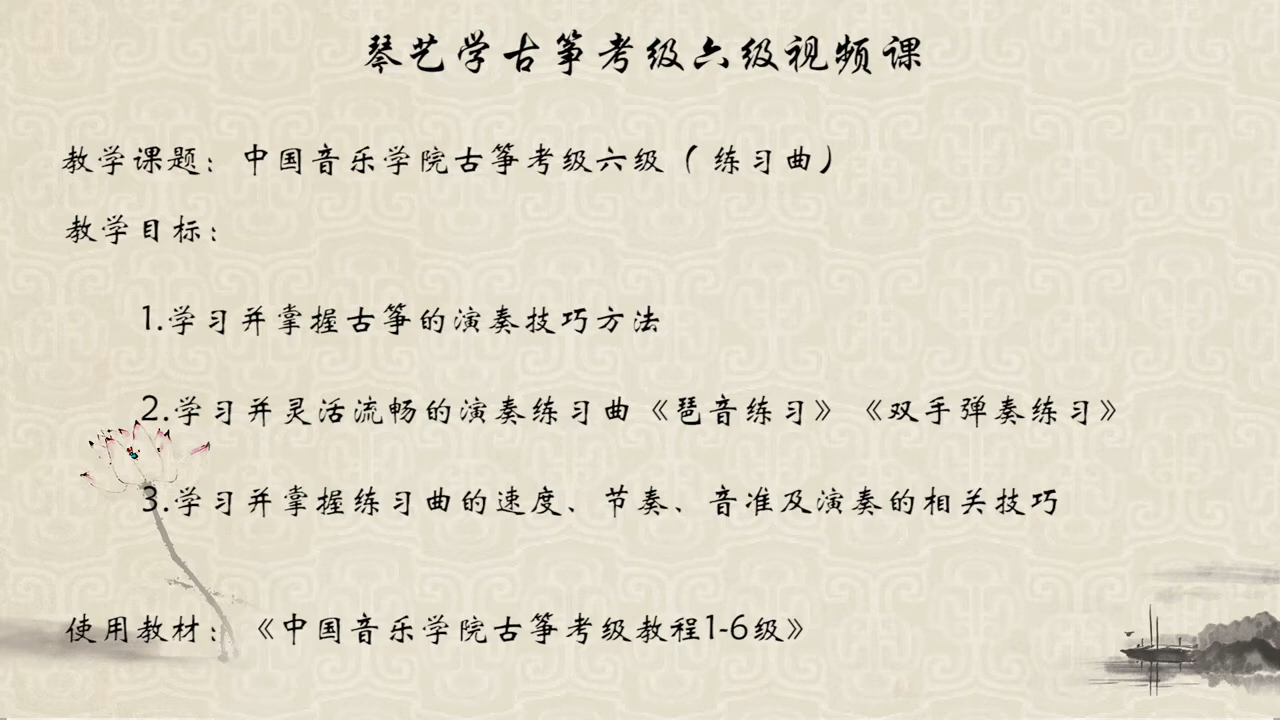 琴艺学古筝考级六级视频课
教学课题：中国音乐学院古筝考级六级（练习曲）
教学目标：
1.学习并掌握古筝的演奏技巧方法
2.学习并灵活流畅的演奏练习曲《琶音练习》《双手弹奏练习》
3.学习并掌握练习曲的速度、节奏、音准及演奏的相关技巧
使用教材：《中国音乐学院古筝考级教程1-6级》